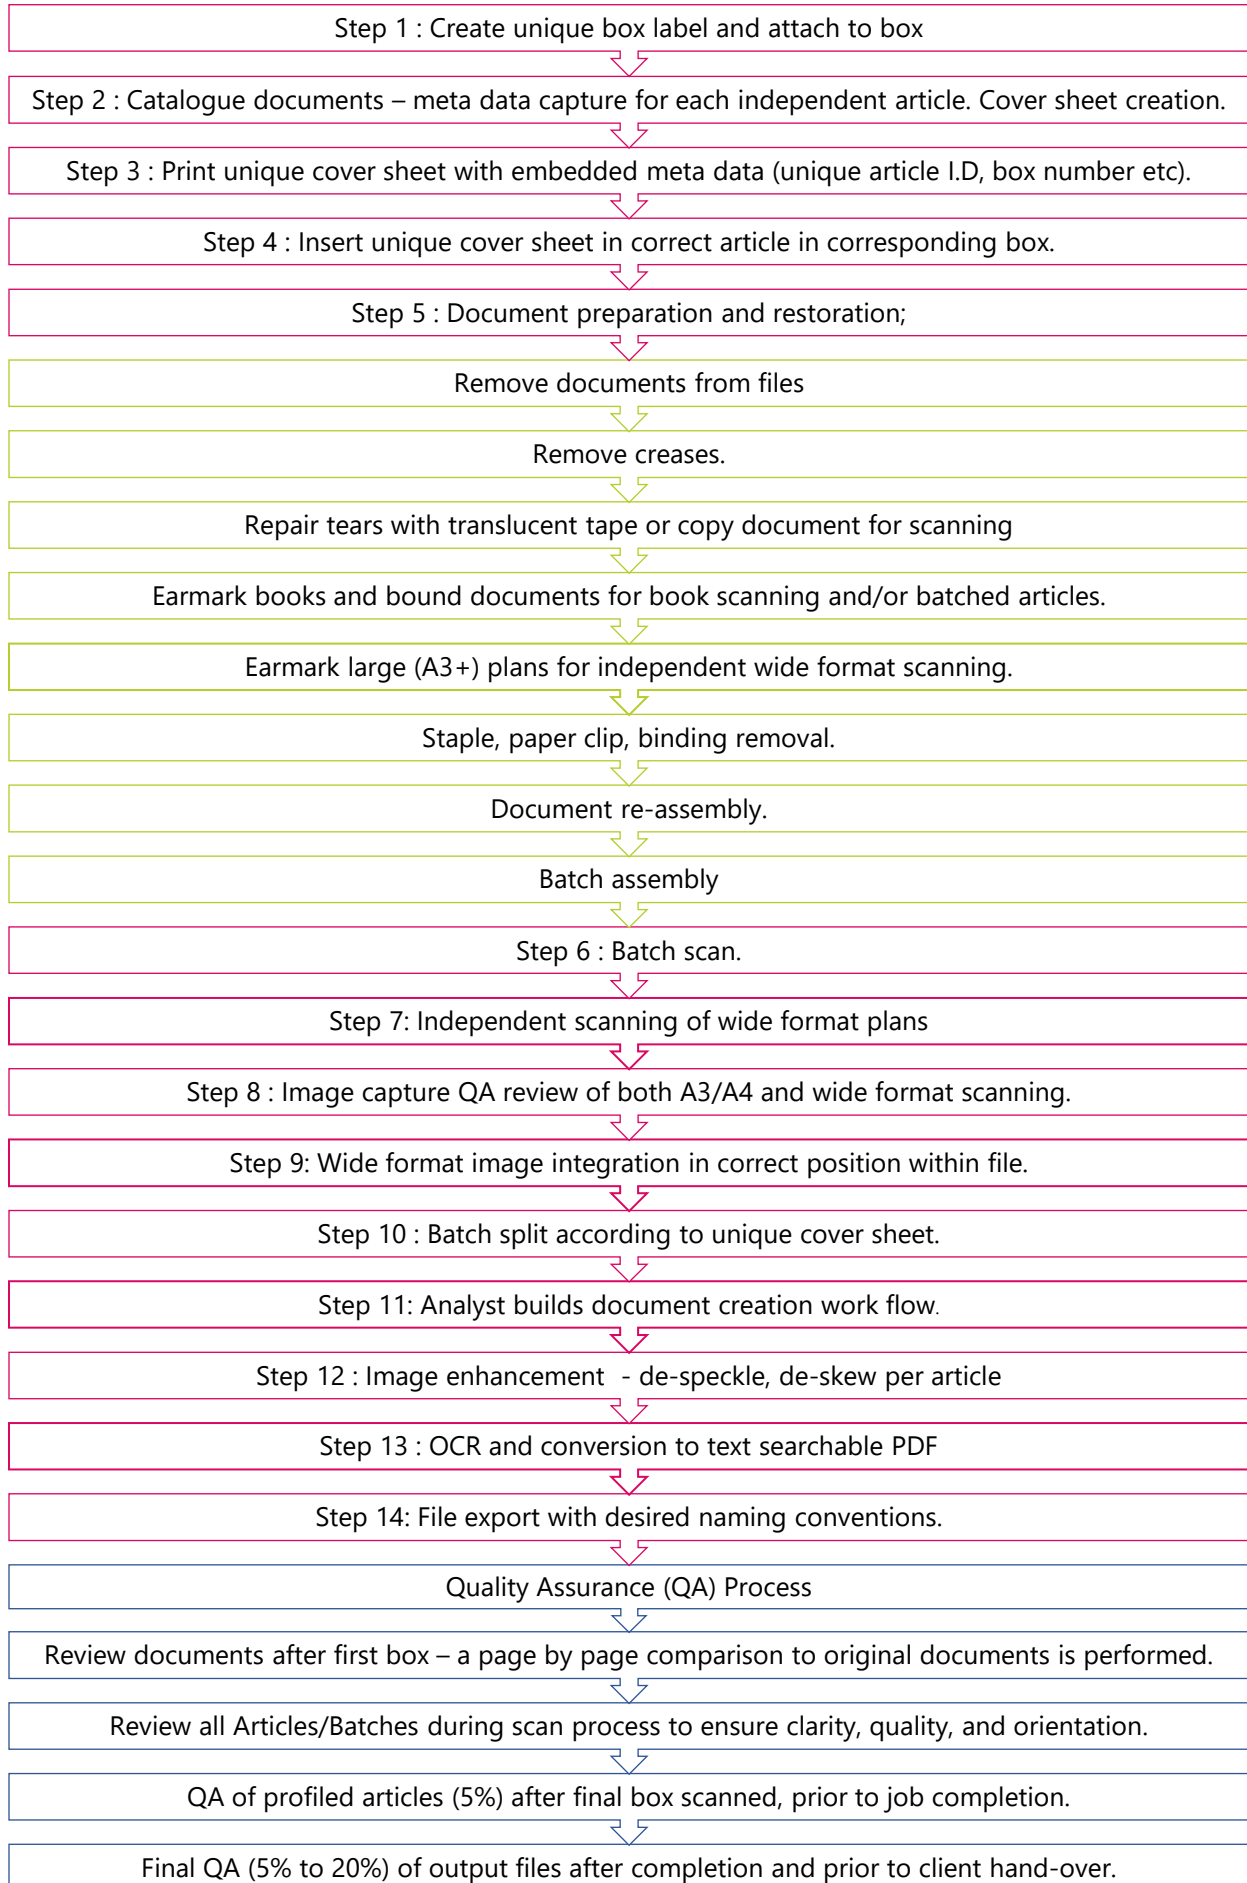 Step 1 : Create unique box label and attach to box
Step 2 : Catalogue documents – meta data capture for each independent article. Cover sheet creation.
Step 3 : Print unique cover sheet with embedded meta data (unique article I.D, box number etc).
Step 4 : Insert unique cover sheet in correct article in corresponding box.
Step 5 : Document preparation and restoration;
Remove documents from files
Remove creases.
Repair tears with translucent tape or copy document for scanning
Earmark books and bound documents for book scanning and/or batched articles.
Earmark large (A3+) plans for independent wide format scanning.
Staple, paper clip, binding removal.
Document re-assembly.
Batch assembly
Step 6 : Batch scan.
Step 7: Independent scanning of wide format plans
Step 8 : Image capture QA review of both A3/A4 and wide format scanning.
Step 9: Wide format image integration in correct position within file.
Step 10 : Batch split according to unique cover sheet.
Step 11: Analyst builds document creation work flow.
Step 12 : Image enhancement  - de-speckle, de-skew per article
Step 13 : OCR and conversion to text searchable PDF
Step 14: File export with desired naming conventions.
Quality Assurance (QA) Process
Review documents after first box – a page by page comparison to original documents is performed.
Review all Articles/Batches during scan process to ensure clarity, quality, and orientation.
QA of profiled articles (5%) after final box scanned, prior to job completion.
Final QA (5% to 20%) of output files after completion and prior to client hand-over.